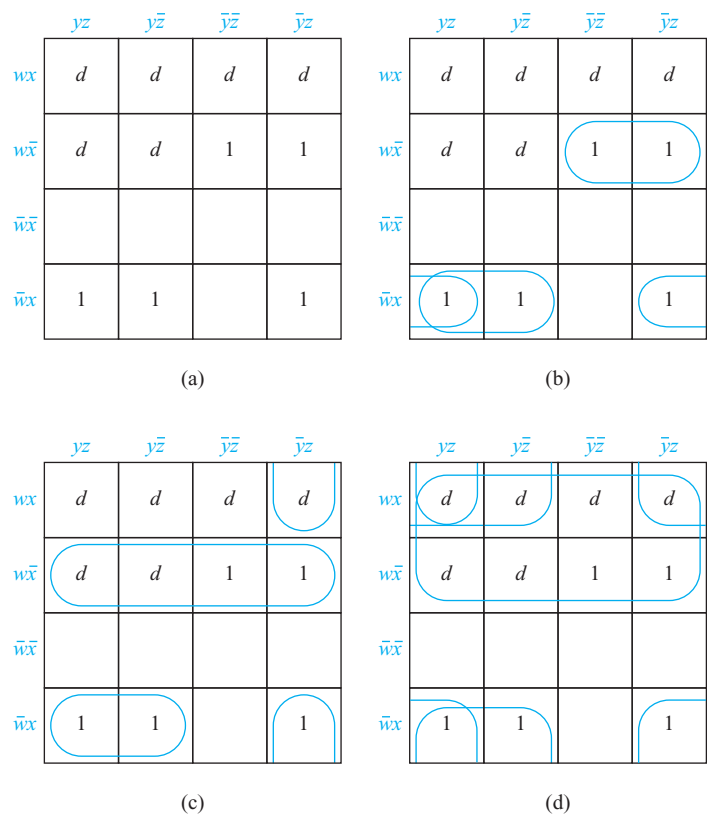 yz yz̄ ȳz̄ ȳz yz yz̄ ȳz̄ ȳz
wx d d d d wx d d d d
wx̄ d d 1 1 wx̄ d d 1 1
w̄x̄ w̄x̄
w̄x 1 1 1 w̄x 1 1 1
(a) (b)
yz yz̄ ȳz̄ ȳz yz yz̄ ȳz̄ ȳz
wx d d d d wx d d d d
wx̄ d d 1 1 wx̄ d d 1 1
w̄x̄ w̄x̄
w̄x 1 1 1 w̄x 1 1 1
(c) (d)